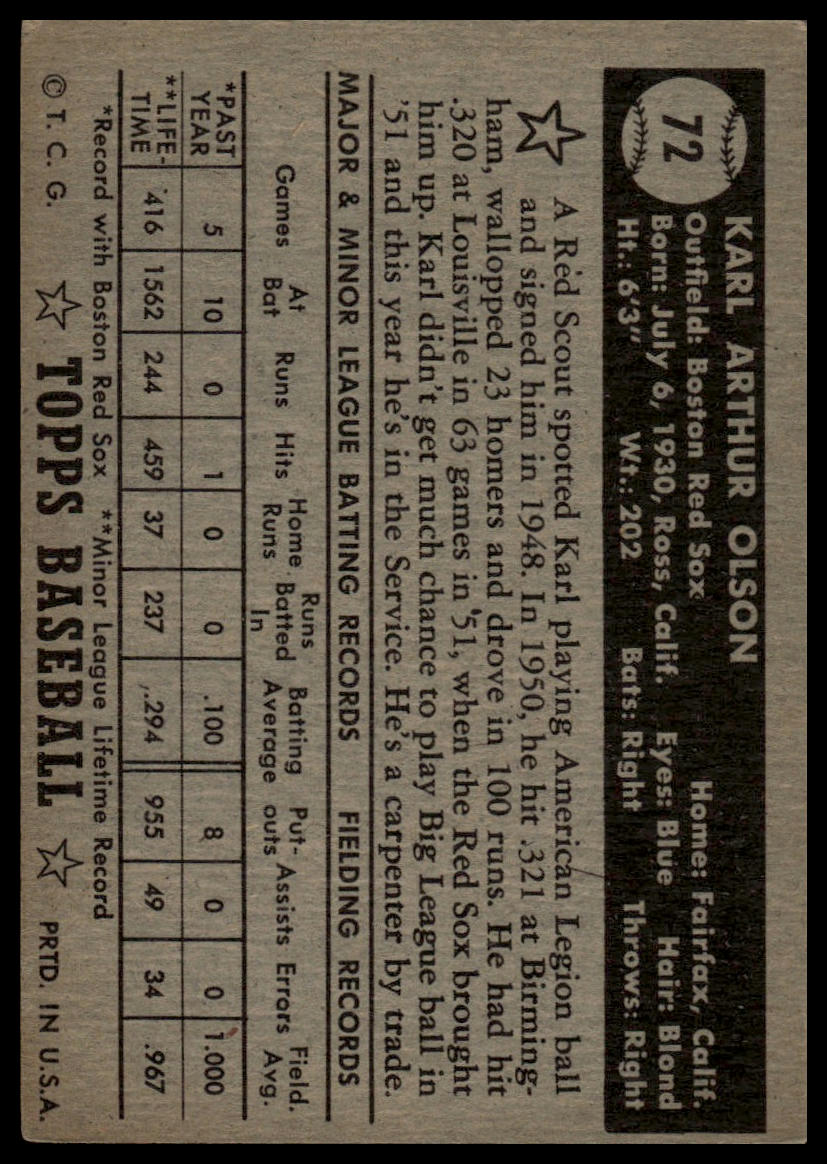 72
KARL ARTHUR OLSON
Outfield: Boston Red Sox Home: Fairfax, Calif.
Born: July 6, 1930, Ross, Calif. Eyes: Blue Hair: Blond
Ht.: 6'3" Wt.: 202 Bats: Right Throws: Right
A Red Scout spotted Karl playing American Legion ball
and signed him in 1948. In 1950, he hit .321 at Birming-
ham, walloped 23 homers and drove in 100 runs. He had hit
.320 at Louisville in 63 games in '51, when the Red Sox brought
him up. Karl didn't get much chance to play Big League ball in
'51 and this year he's in the Service. He's a carpenter by trade.
MAJOR & MINOR LEAGUE BATTING RECORDS FIELDING RECORDS
Games At Bat Runs Hits Home Runs Runs Batted In Batting Average Put-outs Assists Errors Field. Avg.
*PAST YEAR 5 10 0 1 0 0 .100 8 0 0 1.000
**LIFE-TIME 416 1562 244 459 37 237 .294 955 49 34 .967
*Record with Boston Red Sox **Minor League Lifetime Record
© T. C. G. TOPPS BASEBALL PRTD. IN U.S.A.